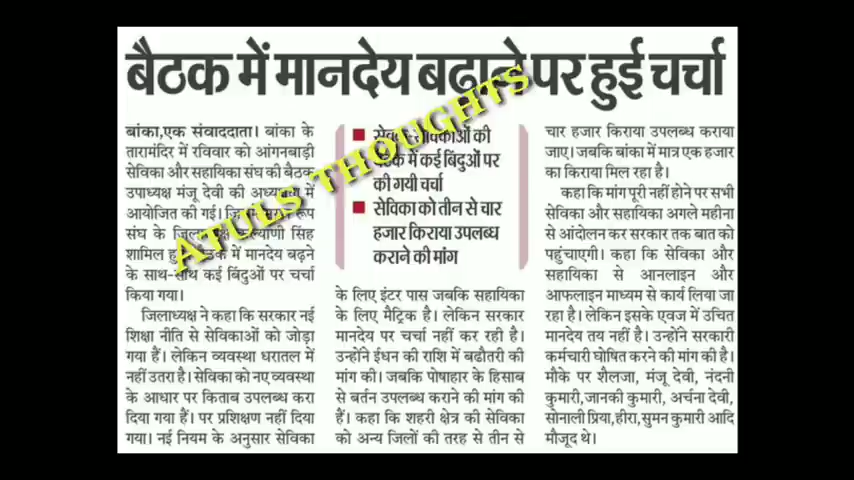 बैठक में मानदेय बढ़ाने पर हुई चर्चा
ATULS THOUGHTS
बांका,एक संवाददाता। बांका के
तारामंदिर में रविवार को आंगनबाड़ी
सेविका और सहायिका संघ की बैठक
उपाध्यक्ष मंजू देवी की अध्यक्षता में
आयोजित की गई।
संघ के कल्याणी सिंह
शामिल में मानदेय बढ़ने
के साथ-साथ कई बिंदुओं पर चर्चा
किया गया।
जिलाध्यक्ष ने कहा कि सरकार नई
शिक्षा नीति से सेविकाओं को जोड़ा
गया हैं। लेकिन व्यवस्था धरातल में
नहीं उतरा है। सेविका को नए व्यवस्था
के आधार पर किताब उपलब्ध करा
दिया गया हैं। पर प्रशिक्षण नहीं दिया
गया। नई नियम के अनुसार सेविका
की
में कई बिंदुओं पर
की गयी चर्चा
सेविका को तीन से चार
हजार किराया उपलब्ध
कराने की मांग
के लिए इंटर पास जबकि सहायिका
के लिए मैट्रिक है। लेकिन सरकार
मानदेय पर चर्चा नहीं कर रही है।
उन्होंने ईधन की राशि में बढौतरी की
मांग की। जबकि पोषाहार के हिसाब
से बर्तन उपलब्ध कराने की मांग की
हैं। कहा कि शहरी क्षेत्र की सेविका
को अन्य जिलों की तरह से तीन से
चार हजार किराया उपलब्ध कराया
जाए। जबकि बांका में मात्र एक हजार
का किराया मिल रहा है।
कहा कि मांग पूरी नहीं होने पर सभी
सेविका और सहायिका अगले महीना
से आंदोलन कर सरकार तक बात को
पहुंचाएगी। कहा कि सेविका और
सहायिका से आनलाइन और
आफलाइन माध्यम से कार्य लिया जा
रहा है। लेकिन इसके एवज में उचित
मानदेय तय नहीं है। उन्होंने सरकारी
कर्मचारी घोषित करने की मांग की है।
मौके पर शैलजा, मंजू देवी, नंदनी
कुमारी,जानकी कुमारी, अर्चना देवी,
सोनाली प्रिया,हीरा,सुमन कुमारी आदि
मौजूद थे।